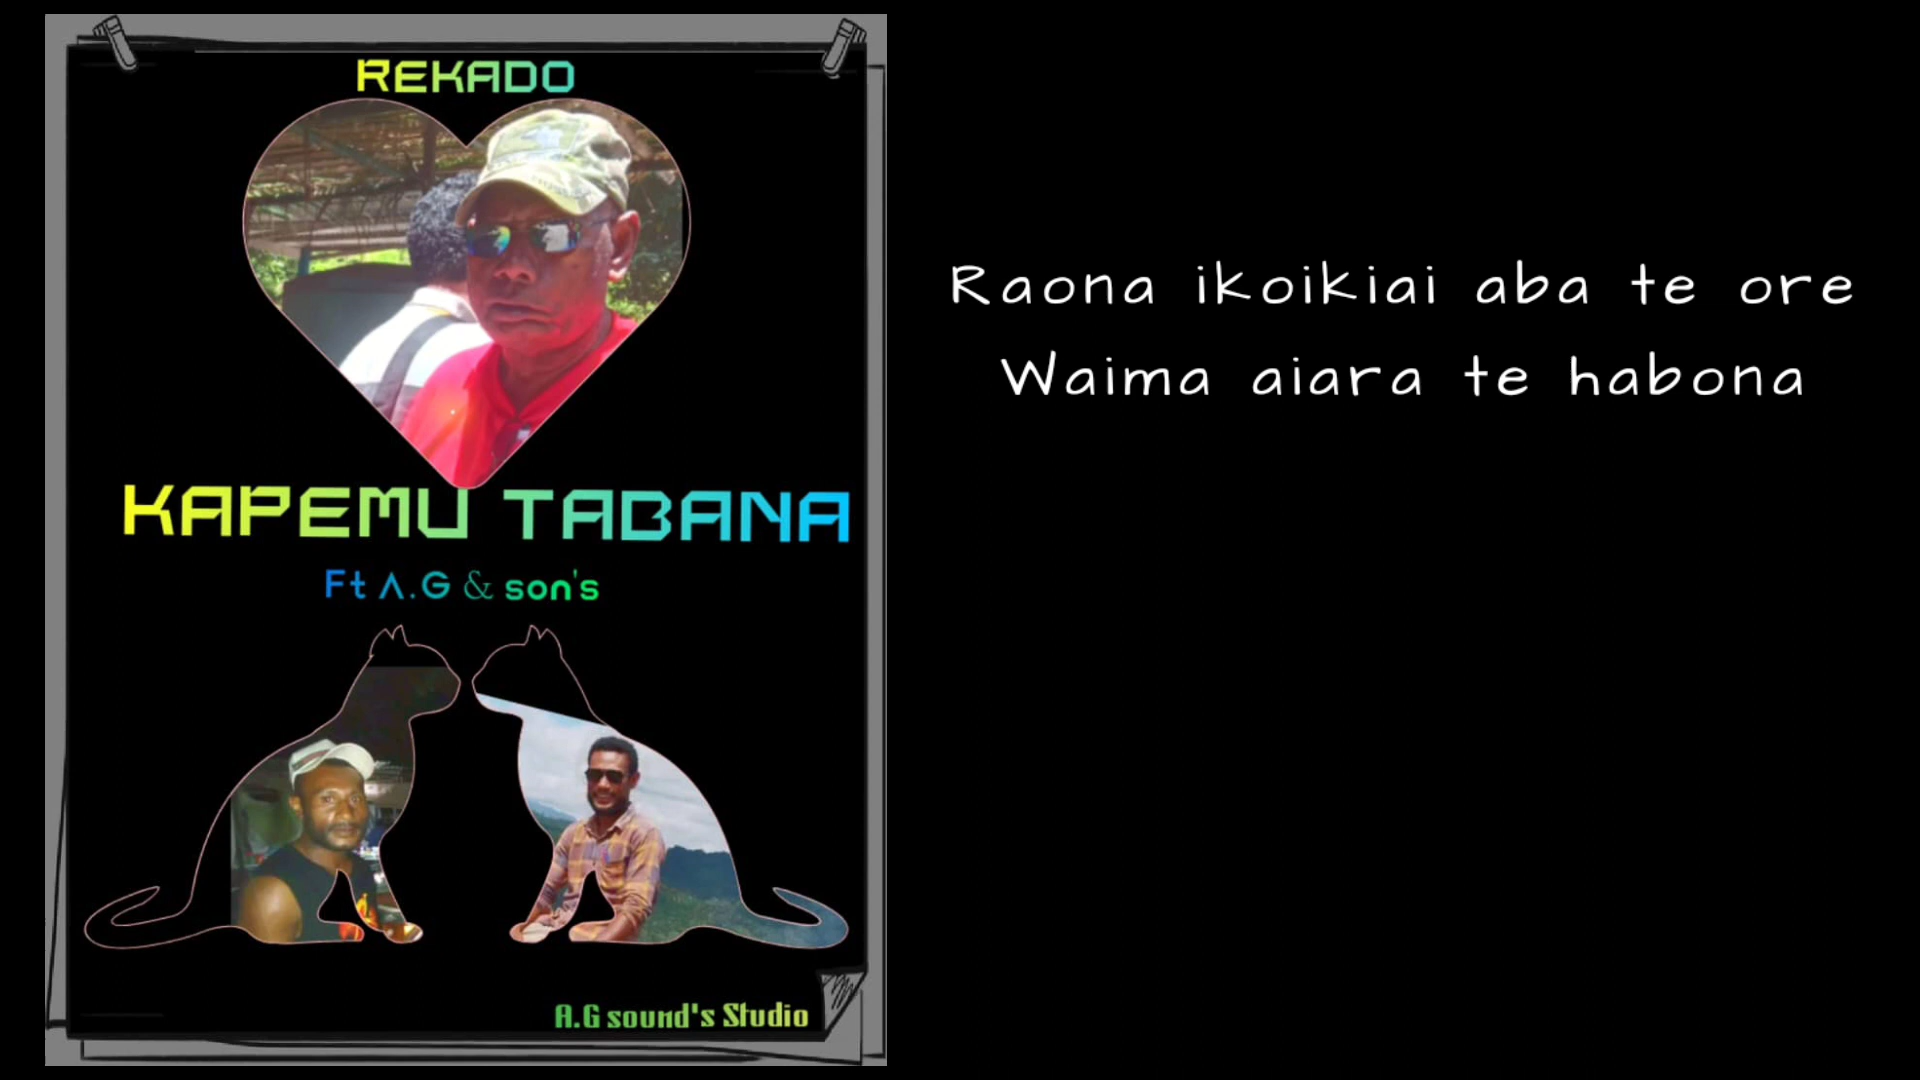 REKADO
KAPEMU TABANA
Ft A.G & son's
A.G sound's Studio
Raona ikoikiai aba te ore
Waima aiara te habona